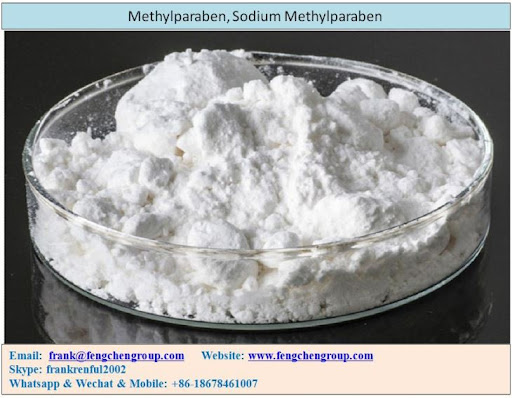 Methylparaben, Sodium Methylparaben
Email: frank@fengchengroup.com Website: www.fengchengroup.com
Skype: frankrenful2002
Whatsapp & Wechat & Mobile: +86-18678461007